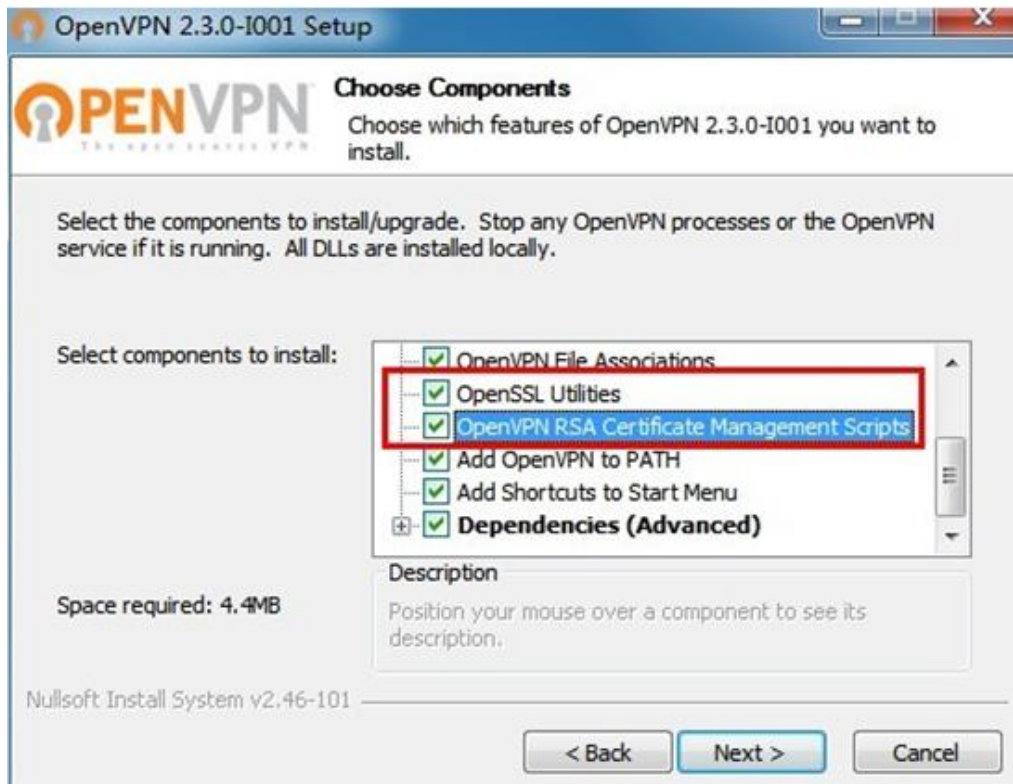 OpenVPN 2.3.0-I001 Setup
OPENVPN
The open source VPN
Choose Components
Choose which features of OpenVPN 2.3.0-I001 you want to
install.
Select the components to install/upgrade. Stop any OpenVPN processes or the OpenVPN
service if it is running. All DLLs are installed locally.
Select components to install:
OpenVPN File Associations
OpenSSL Utilities
OpenVPN RSA Certificate Management Scripts
Add OpenVPN to PATH
Add Shortcuts to Start Menu
Dependencies (Advanced)
Space required: 4.4MB
Description
Position your mouse over a component to see its
description.
Nullsoft Install System v2.46-101
< Back
Next >
Cancel